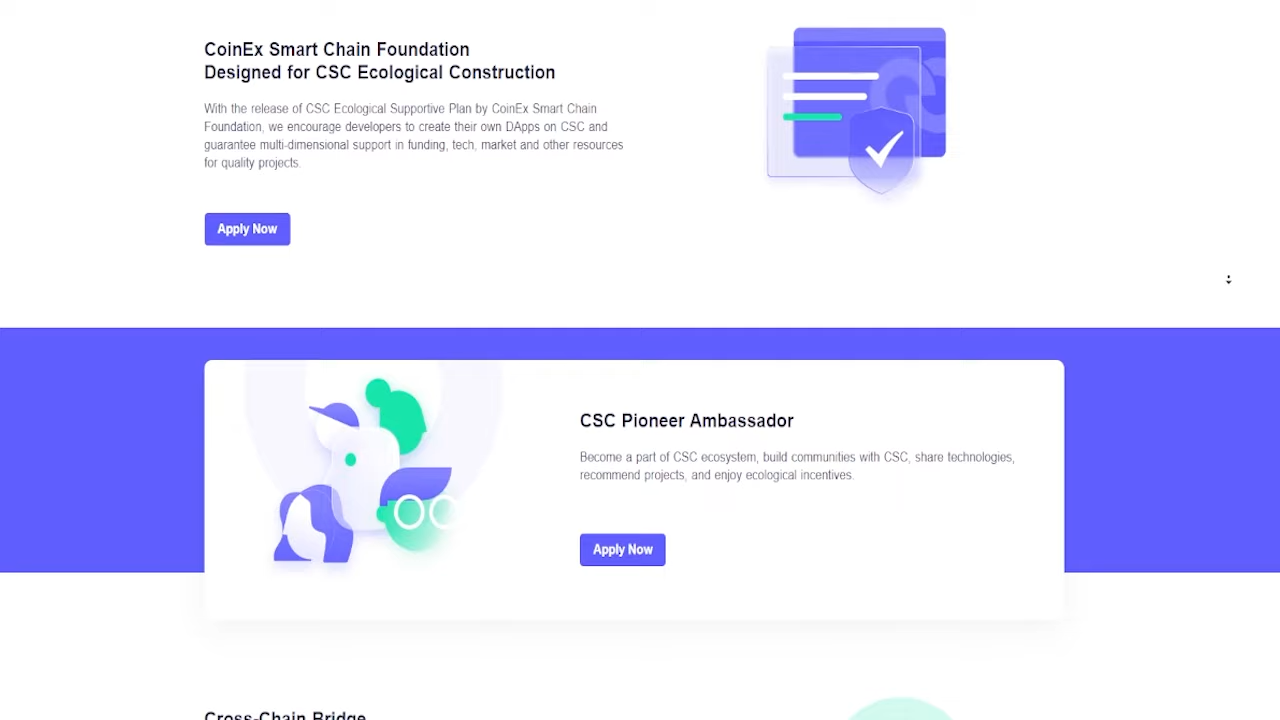 CoinEx Smart Chain Foundation
Designed for CSC Ecological Construction
With the release of CSC Ecological Supportive Plan by CoinEx Smart Chain
Foundation, we encourage developers to create their own DApps on CSC and
guarantee multi-dimensional support in funding, tech, market and other resources
for quality projects.
Apply Now
CSC Pioneer Ambassador
Become a part of CSC ecosystem, build communities with CSC, share technologies,
recommend projects, and enjoy ecological incentives.
Apply Now
Cross-Chain Bridge